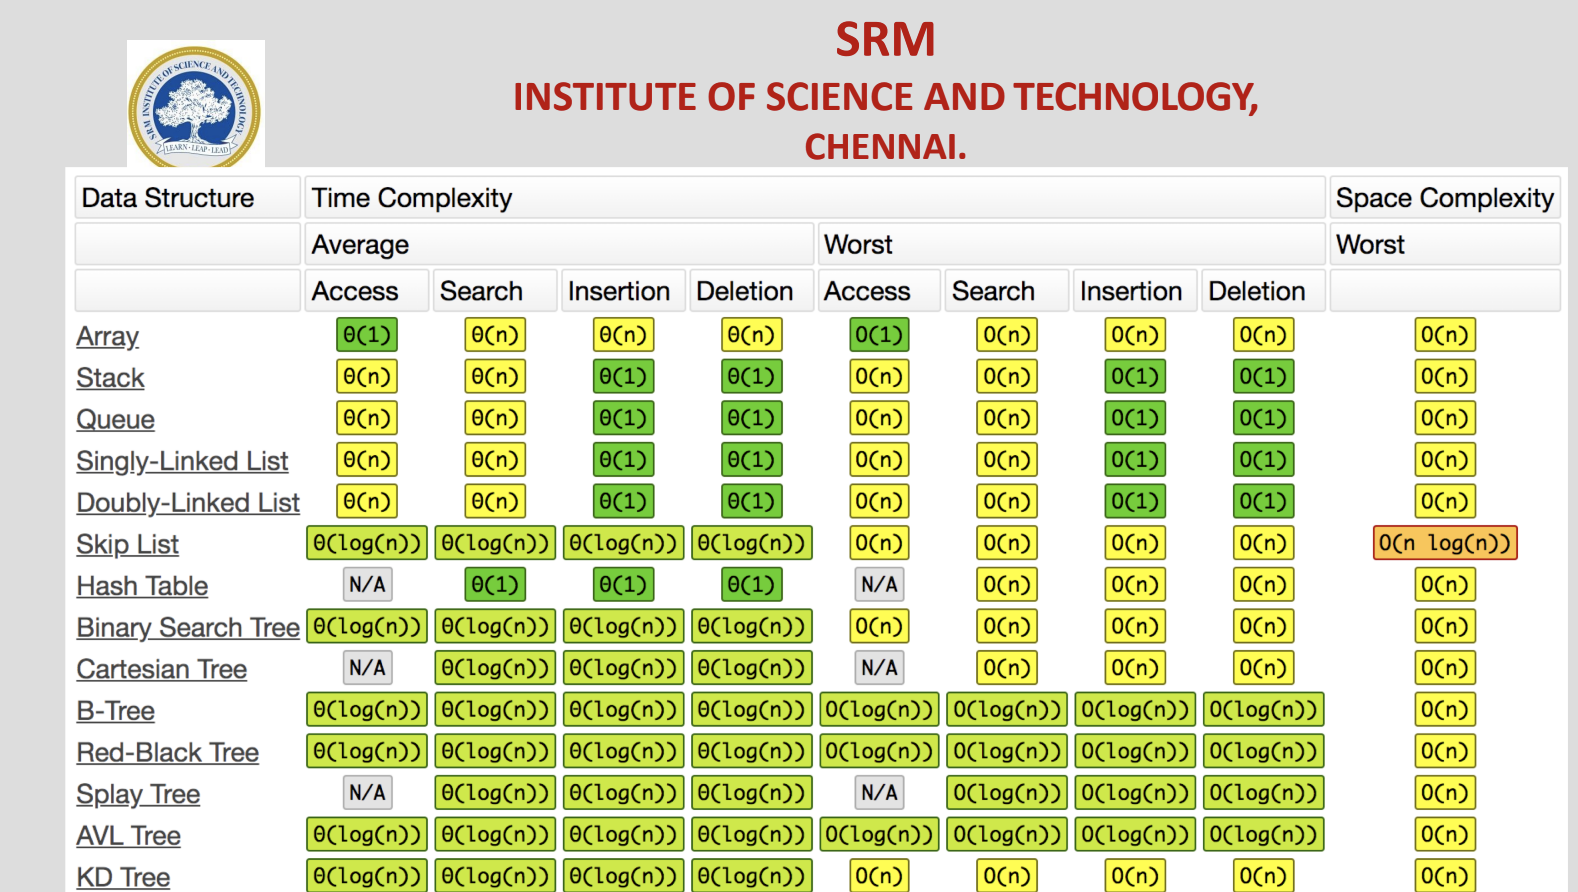 SRM
INSTITUTE OF SCIENCE AND TECHNOLOGY,
CHENNAI.
SRM INSTITUTE OF SCIENCE AND TECHNOLOGY
LEARN · LEAP · LEAD
Data Structure Time Complexity Space Complexity
Average Worst Worst
Access Search Insertion Deletion Access Search Insertion Deletion
Array Θ(1) Θ(n) Θ(n) Θ(n) O(1) O(n) O(n) O(n) O(n)
Stack Θ(n) Θ(n) Θ(1) Θ(1) O(n) O(n) O(1) O(1) O(n)
Queue Θ(n) Θ(n) Θ(1) Θ(1) O(n) O(n) O(1) O(1) O(n)
Singly-Linked List Θ(n) Θ(n) Θ(1) Θ(1) O(n) O(n) O(1) O(1) O(n)
Doubly-Linked List Θ(n) Θ(n) Θ(1) Θ(1) O(n) O(n) O(1) O(1) O(n)
Skip List Θ(log(n)) Θ(log(n)) Θ(log(n)) Θ(log(n)) O(n) O(n) O(n) O(n) O(n log(n))
Hash Table N/A Θ(1) Θ(1) Θ(1) N/A O(n) O(n) O(n) O(n)
Binary Search Tree Θ(log(n)) Θ(log(n)) Θ(log(n)) Θ(log(n)) O(n) O(n) O(n) O(n) O(n)
Cartesian Tree N/A Θ(log(n)) Θ(log(n)) Θ(log(n)) N/A O(n) O(n) O(n) O(n)
B-Tree Θ(log(n)) Θ(log(n)) Θ(log(n)) Θ(log(n)) O(log(n)) O(log(n)) O(log(n)) O(log(n)) O(n)
Red-Black Tree Θ(log(n)) Θ(log(n)) Θ(log(n)) Θ(log(n)) O(log(n)) O(log(n)) O(log(n)) O(log(n)) O(n)
Splay Tree N/A Θ(log(n)) Θ(log(n)) Θ(log(n)) N/A O(log(n)) O(log(n)) O(log(n)) O(n)
AVL Tree Θ(log(n)) Θ(log(n)) Θ(log(n)) Θ(log(n)) O(log(n)) O(log(n)) O(log(n)) O(log(n)) O(n)
KD Tree Θ(log(n)) Θ(log(n)) Θ(log(n)) Θ(log(n)) O(n) O(n) O(n) O(n) O(n)